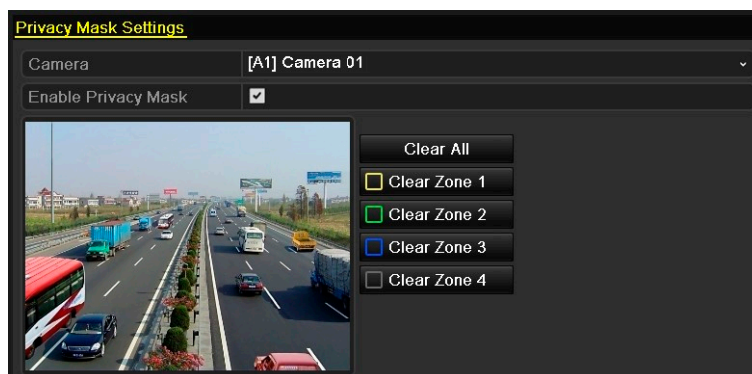 Privacy Mask Settings
Camera
[A1] Camera 01
Enable Privacy Mask
Clear All
Clear Zone 1
Clear Zone 2
Clear Zone 3
Clear Zone 4